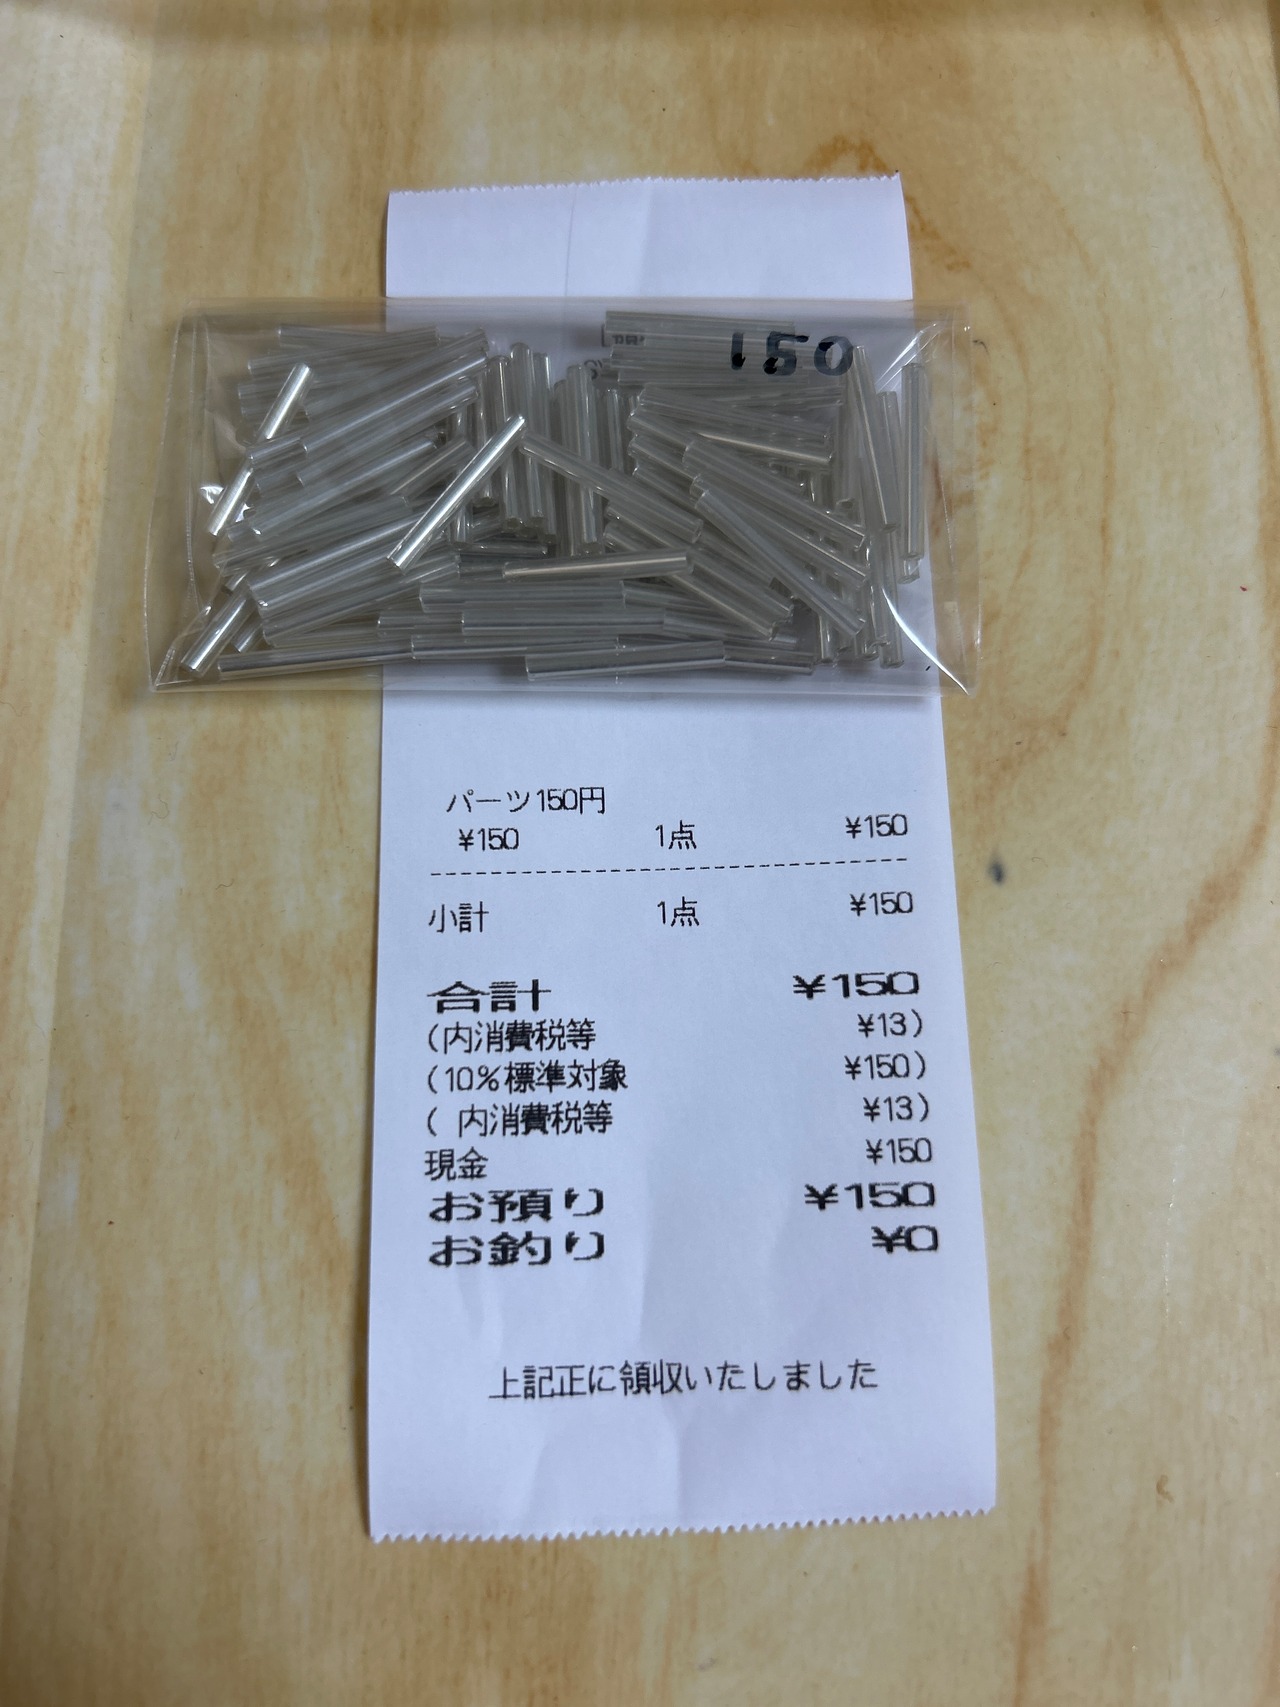 150
パーツ150円
¥150 1点 ¥150
小計 1点 ¥150
合計 ¥150
(内消費税等 ¥13)
(10%標準対象 ¥150)
( 内消費税等 ¥13)
現金 ¥150
お預り ¥150
お釣り ¥0
上記正に領収いたしました